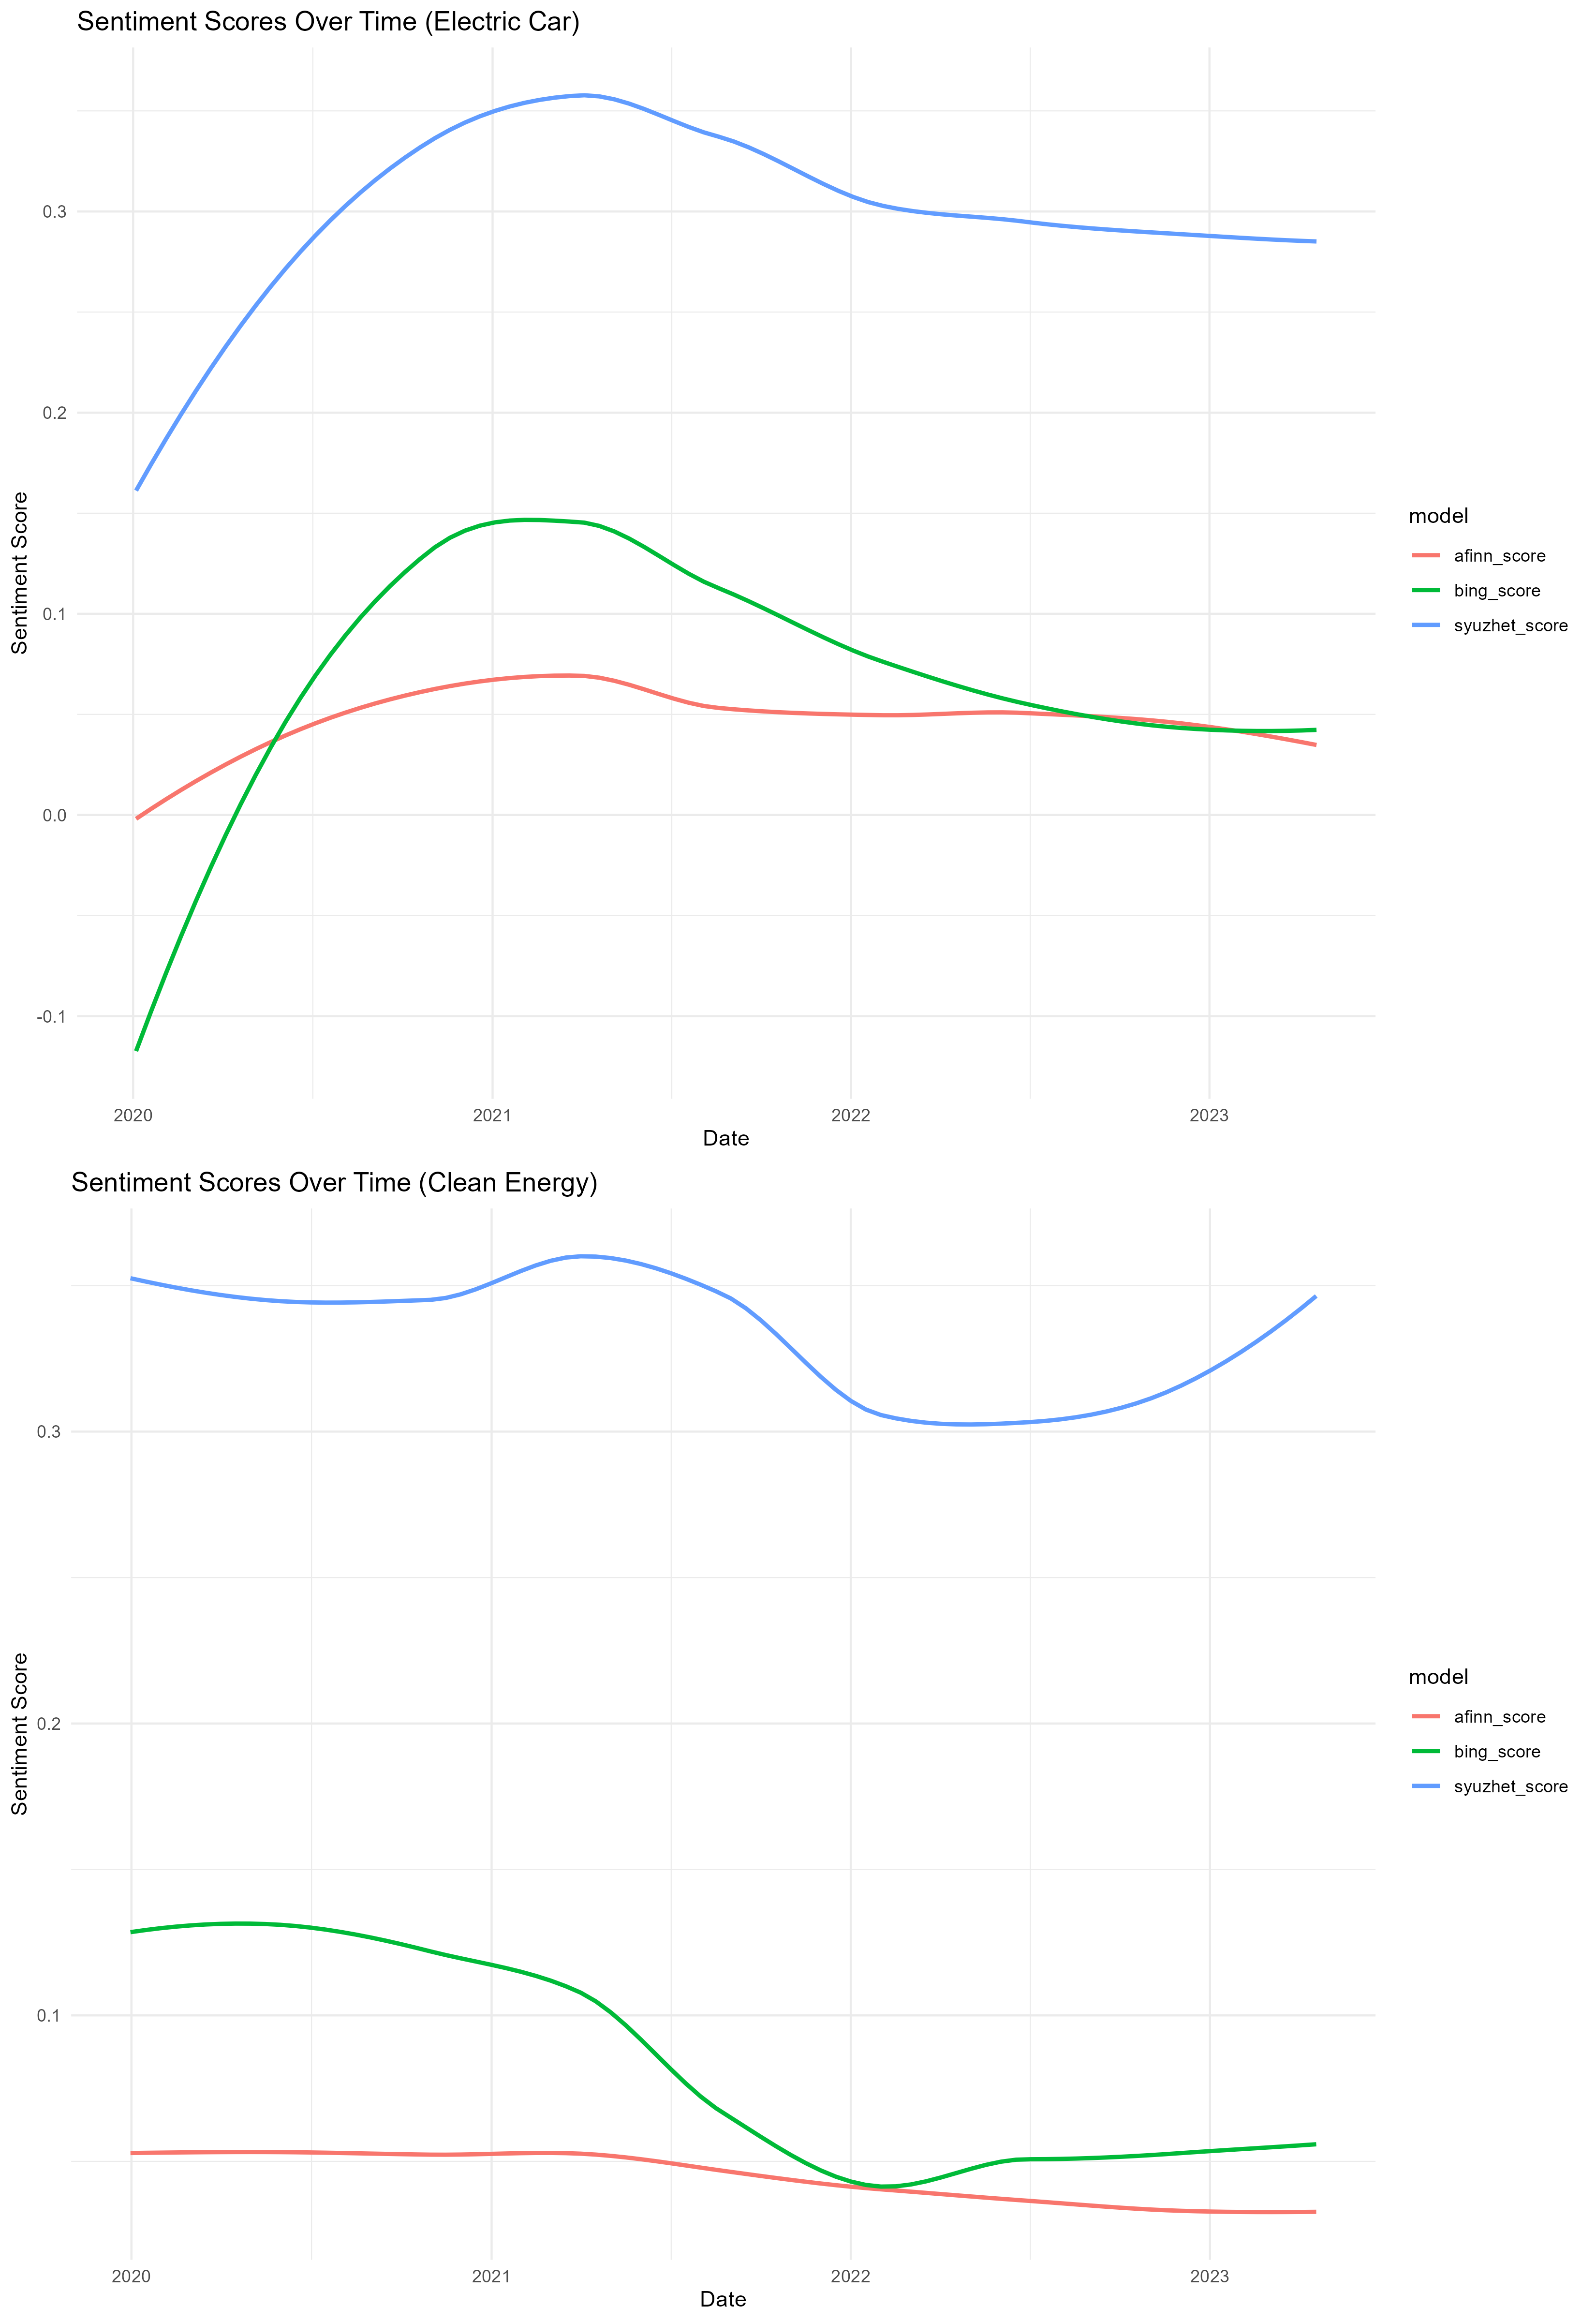 Sentiment Scores Over Time (Electric Car)
Sentiment Score
0.3
0.2
0.1
0.0
-0.1
2020
2021
2022
2023
Date
model
afinn_score
bing_score
syuzhet_score
Sentiment Scores Over Time (Clean Energy)
Sentiment Score
0.3
0.2
0.1
2020
2021
2022
2023
Date
model
afinn_score
bing_score
syuzhet_score